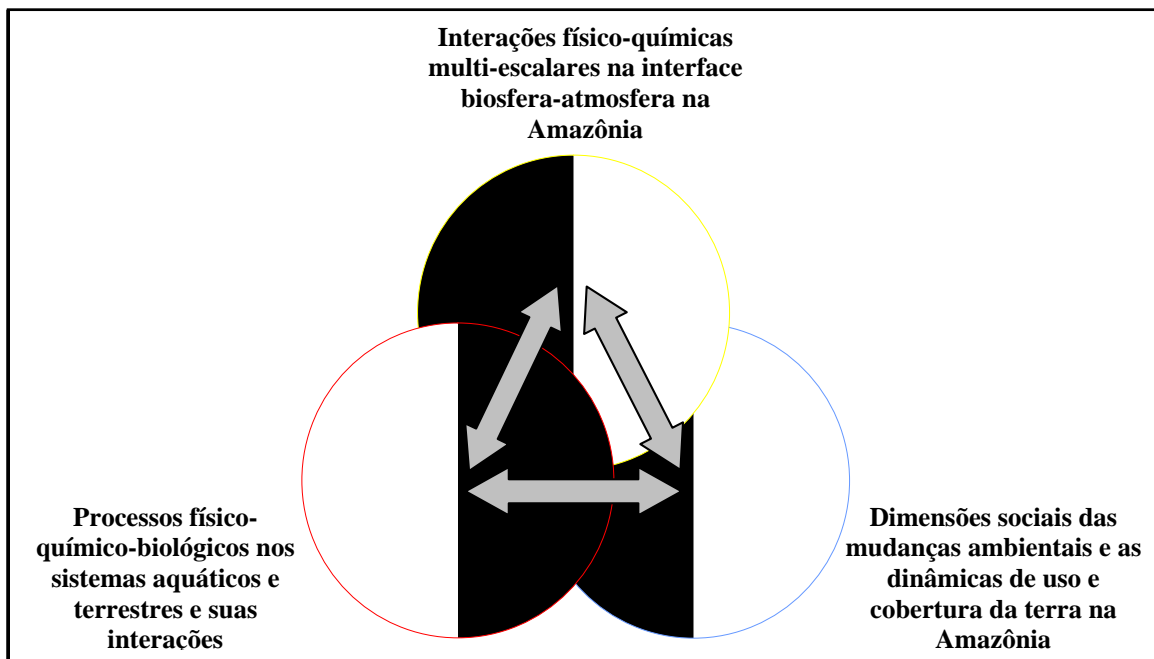 Interações físico-químicas
multi-escalares na interface
biosfera-atmosfera na
Amazônia
Processos físico-
químico-biológicos nos
sistemas aquáticos e
terrestres e suas
interações
Dimensões sociais das
mudanças ambientais e as
dinâmicas de uso e
cobertura da terra na
Amazônia